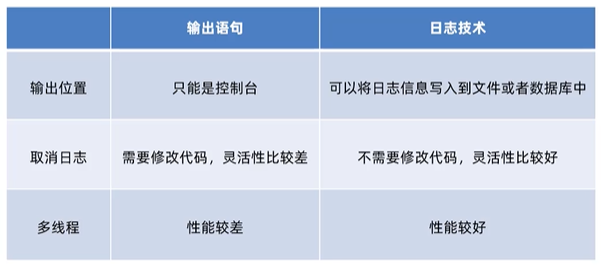 输出语句 日志技术
输出位置 只能是控制台 可以将日志信息写入到文件或者数据库中
取消日志 需要修改代码，灵活性比较差 不需要修改代码，灵活性比较好
多线程 性能较差 性能较好